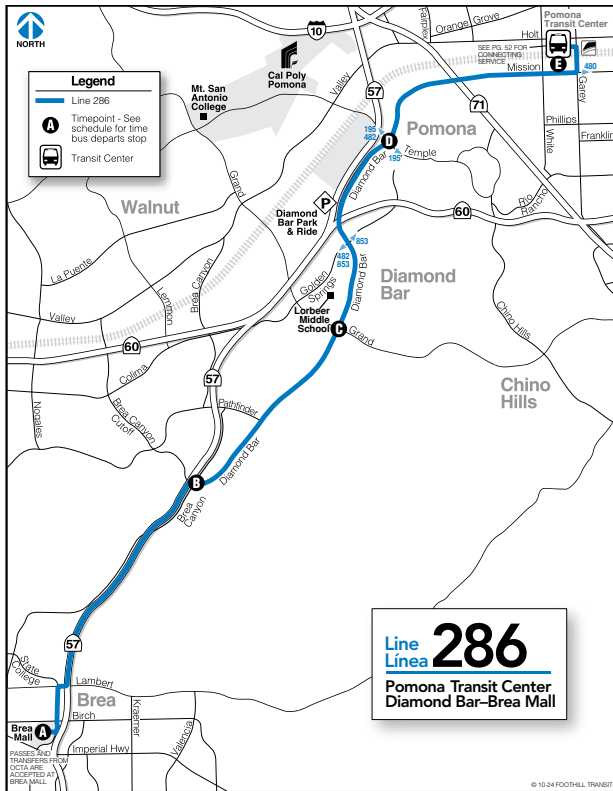 NORTH
Legend
Line 286
A
Timepoint - See
schedule for time
bus departs stop
Transit Center
10
Cal Poly
Pomona
Mt. San
Antonio
College
Valley
57
Fairplex
Orange Grove
Pomona
Transit Center
Holt
SEE PG. 52 FOR
CONNECTING
SERVICE
E
Mission
480
Garey
71
Phillips
White
Franklin
195
482
D
Pomona
Temple
195
Diamond Bar
Grand
Walnut
P
Diamond
Bar Park
& Ride
Rio
Rancho
60
853
482
853
Diamond Bar
Diamond
Bar
La Puente
Brea Canyon
Lemmon
Golden
Springs
Lorbeer
Middle
School
C
Grand
Chino Hills
Valley
60
Colima
57
Chino
Hills
Nogales
Brea Canyon
Cutoff
Pathfinder
Diamond Bar
B
Brea
Canyon
57
State
College
Lambert
Brea
Birch
Kraemer
Valencia
Brea
Mall
A
Imperial Hwy
PASSES AND
TRANSFERS FROM
OCTA ARE
ACCEPTED AT
BREA MALL
Line
Línea
286
Pomona Transit Center
Diamond Bar–Brea Mall
© 10-24 FOOTHILL TRANSIT